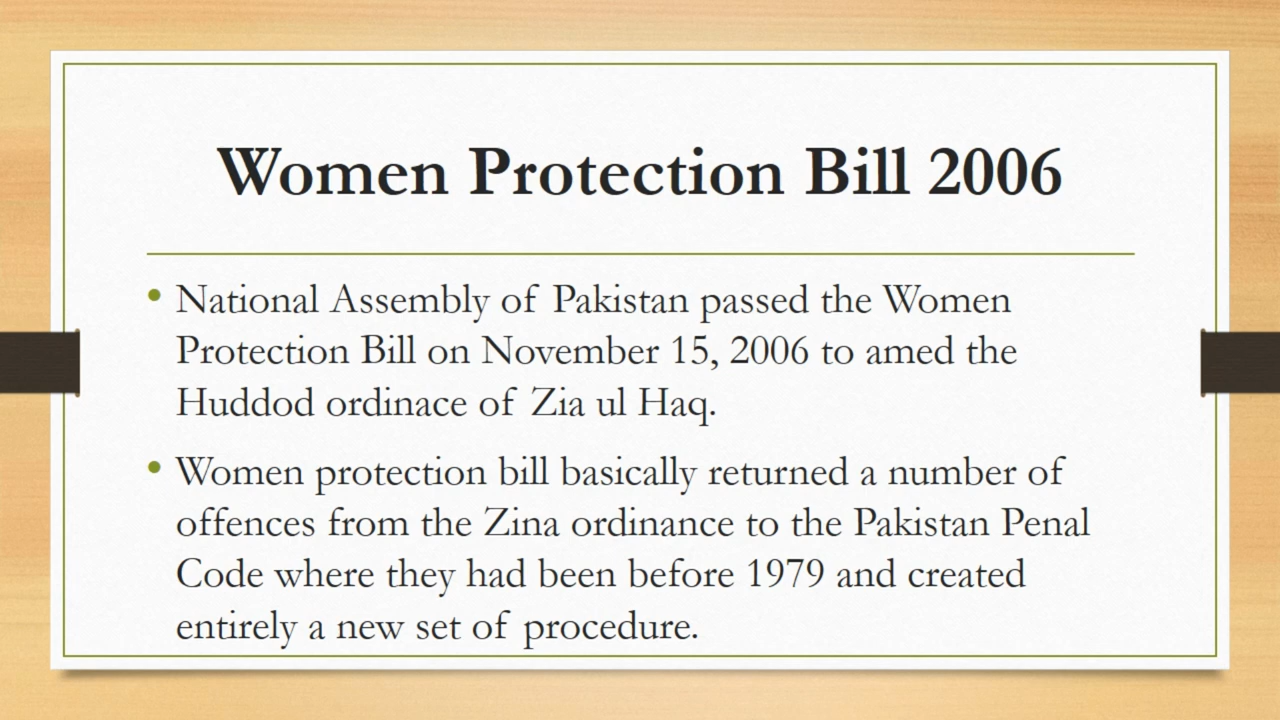 Women Protection Bill 2006
• National Assembly of Pakistan passed the Women
Protection Bill on November 15, 2006 to amed the
Huddod ordinace of Zia ul Haq.
• Women protection bill basically returned a number of
offences from the Zina ordinance to the Pakistan Penal
Code where they had been before 1979 and created
entirely a new set of procedure.